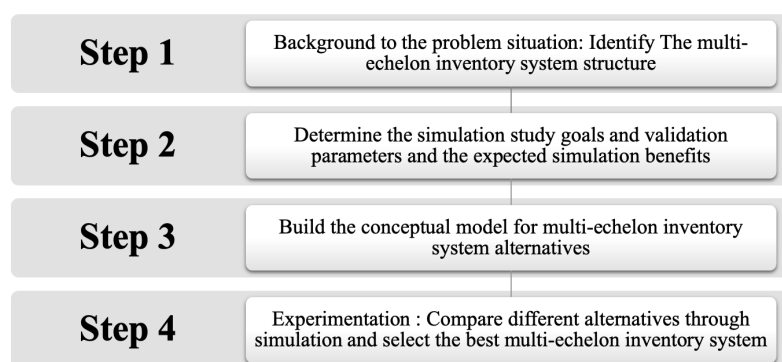 Step 1
Background to the problem situation: Identify The multi-
echelon inventory system structure
Step 2
Determine the simulation study goals and validation
parameters and the expected simulation benefits
Step 3
Build the conceptual model for multi-echelon inventory
system alternatives
Step 4
Experimentation : Compare different alternatives through
simulation and select the best multi-echelon inventory system